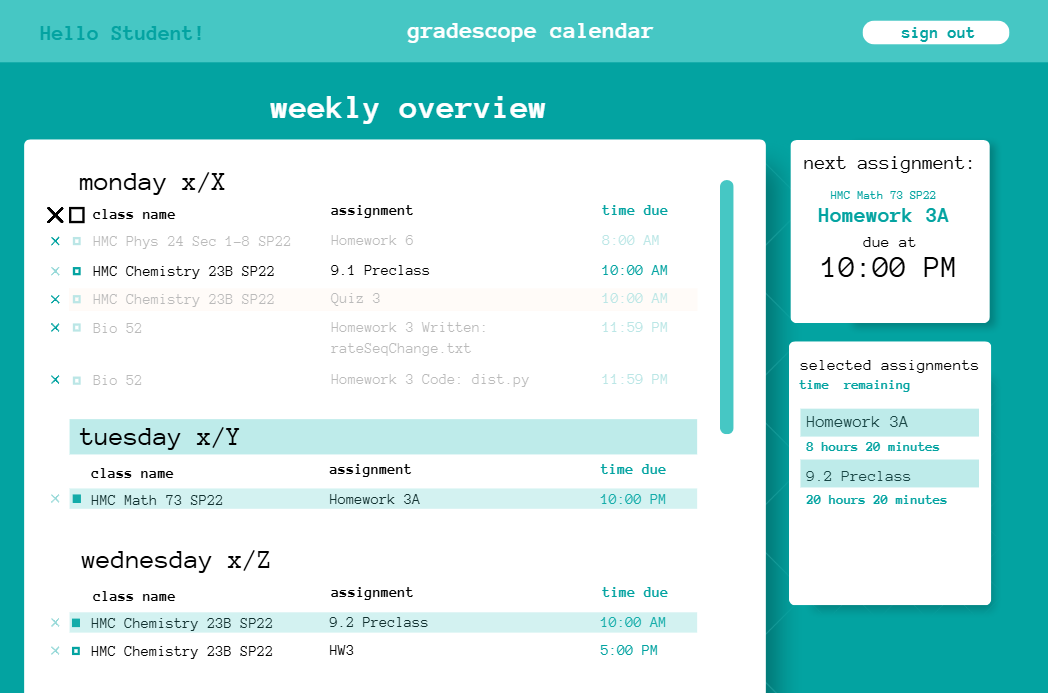 Hello Student!
gradescope calendar
sign out
weekly overview
monday x/X
class name assignment time due
HMC Phys 24 Sec 1-8 SP22 Homework 6 8:00 AM
HMC Chemistry 23B SP22 9.1 Preclass 10:00 AM
HMC Chemistry 23B SP22 Quiz 3 10:00 AM
Bio 52 Homework 3 Written: 11:59 PM
rateSeqChange.txt
Bio 52 Homework 3 Code: dist.py 11:59 PM
tuesday x/Y
class name assignment time due
HMC Math 73 SP22 Homework 3A 10:00 PM
wednesday x/Z
class name assignment time due
HMC Chemistry 23B SP22 9.2 Preclass 10:00 AM
HMC Chemistry 23B SP22 HW3 5:00 PM
next assignment:
HMC Math 73 SP22
Homework 3A
due at
10:00 PM
selected assignments
time remaining
Homework 3A
8 hours 20 minutes
9.2 Preclass
20 hours 20 minutes